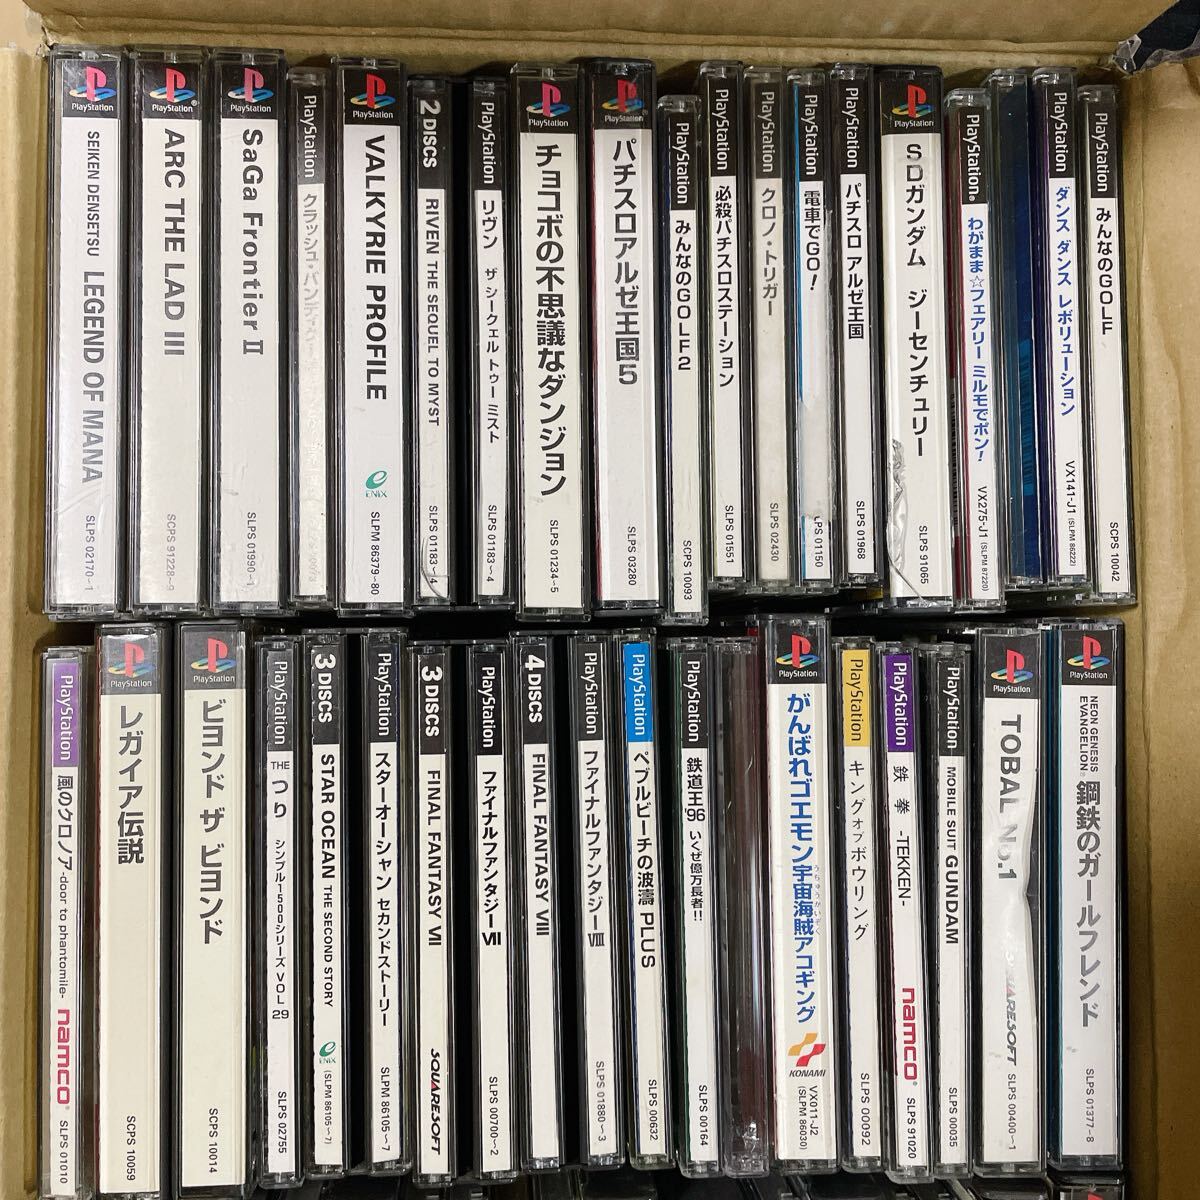 PlayStation
SEIKEN DENSETSU LEGEND OF MANA
SLPS 02170~1
PlayStation
ARC THE LAD III
SCPS 91228~9
PlayStation
SaGa Frontier II
SLPS 01990~1
PlayStation
クラッシュ・バンディクー
PlayStation
VALKYRIE PROFILE
ENIX
SLPM 86379~80
2 DISCS
RIVEN THE SEQUEL TO MYST
SLPS 01183~4
PlayStation
リヴン ザ シークェル トゥー ミスト
SLPS 01183~4
PlayStation
チョコボの不思議なダンジョン
SLPS 01234~5
PlayStation
パチスロアルゼ王国5
SLPS 03280
PlayStation
みんなのGOLF 2
SCPS 10093
PlayStation
必殺パチスロステーション
SLPS 01551
PlayStation
クロノ・トリガー
SLPS 02430
PlayStation
電車でGO!
SLPS 01150
PlayStation
パチスロ アルゼ王国
SLPS 01968
PlayStation
SDガンダム ジーセンチュリー
SLPS 91065
PlayStation
わがまま☆フェアリー ミルモでポン!
VX275-J1 (SLPM 87220)
PlayStation
ダンス ダンス レボリューション
VX141-J1 (SLPM 86222)
PlayStation
みんなのGOLF
SCPS 10042
PlayStation
風のクロノア -door to phantomile-
namco
SLPS 01010
PlayStation
レガイア伝説
SCPS 10059
PlayStation
ビヨンド ザ ビヨンド
SCPS 10014
PlayStation
THE つり シンプル1500シリーズ VOL.29
SLPS 02755
3 DISCS
STAR OCEAN THE SECOND STORY
ENIX
(SLPM 86105~7)
PlayStation
スターオーシャン セカンドストーリー
SLPM 86105~7
3 DISCS
FINAL FANTASY VII
SQUARESOFT
PlayStation
ファイナルファンタジーVII
SLPS 00700~2
4 DISCS
FINAL FANTASY VIII
PlayStation
ファイナルファンタジーVIII
SLPS 01880~3
PlayStation
ペブルビーチの波濤 PLUS
SLPS 00632
PlayStation
鉄道王'96 いくぜ億万長者!!
SLPS 00164
PlayStation
がんばれゴエモン宇宙海賊アコギング
うちゅうかいぞく
KONAMI
VX011-J2
(SLPM 86030)
PlayStation
キングオブボウリング
SLPS 00092
PlayStation
鉄 拳 -TEKKEN-
namco
SLPS 91020
PlayStation
MOBILE SUIT GUNDAM
SLPS 00035
PlayStation
TOBAL No.1
SQUARESOFT
SLPS 00400~1
PlayStation
NEON GENESIS
EVANGELION
鋼鉄のガールフレンド
SLPS 01377~8